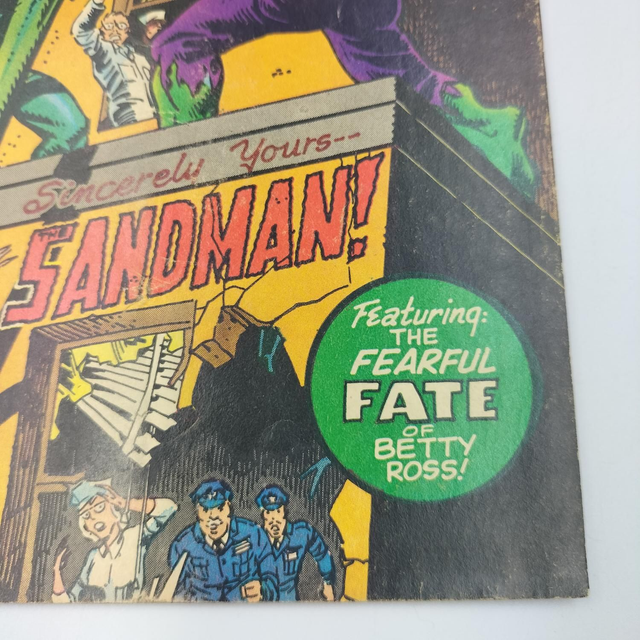 Sincerely Yours--
SANDMAN!
Featuring:
THE
FEARFUL
FATE
OF
BETTY
ROSS!